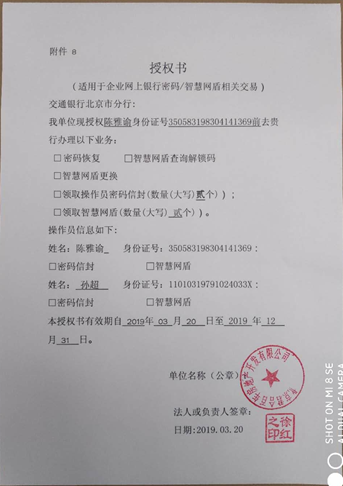 附件 8
授权书
(适用于企业网上银行密码/智慧网盾相关交易)
交通银行北京市分行:
我单位现授权陈雅谕身份证号350583198304141369前去贵
行办理以下业务:
□密码恢复 □智慧网盾查询解锁码
□智慧网盾更换
□领取操作员密码信封(数量(大写)贰个));
□领取智慧网盾(数量(大写) 贰个))。
操作员信息如下:
姓名:陈雅谕 身份证号:350583198304141369;
□密码信封 □智慧网盾
姓名: 孙超 身份证号:11010319791024033X;
□密码信封 □智慧网盾
本授权书有效期自2019年 03 月 20 日至 2019 年 12
月 31 日。
单位名称(公章)
法人或负责人签章:
日期:2019.03.20
徐红之印
SHOT ON MI 8 SE
AI DUAL CAMERA